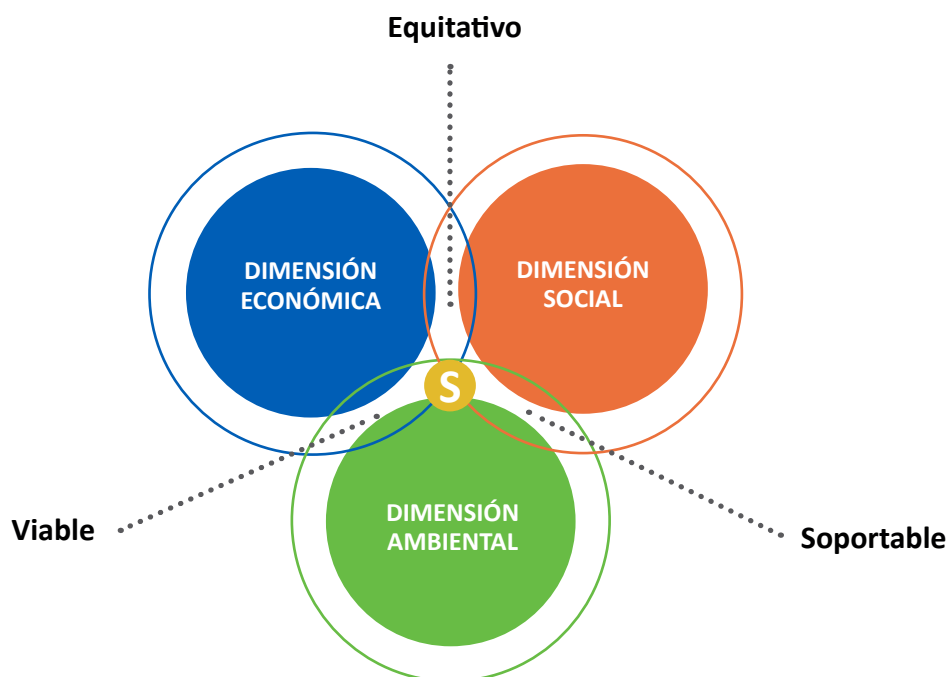 Equitativo
DIMENSIÓN
ECONÓMICA
DIMENSIÓN
SOCIAL
S
Viable
DIMENSIÓN
AMBIENTAL
Soportable